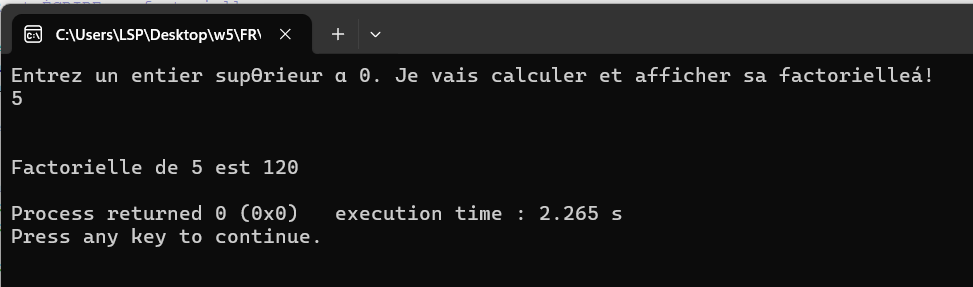 C:\Users\LSP\Desktop\w5\FR\
Entrez un entier supΘrieur α 0. Je vais calculer et afficher sa factorielleá!
5
Factorielle de 5 est 120
Process returned 0 (0x0)   execution time : 2.265 s
Press any key to continue.